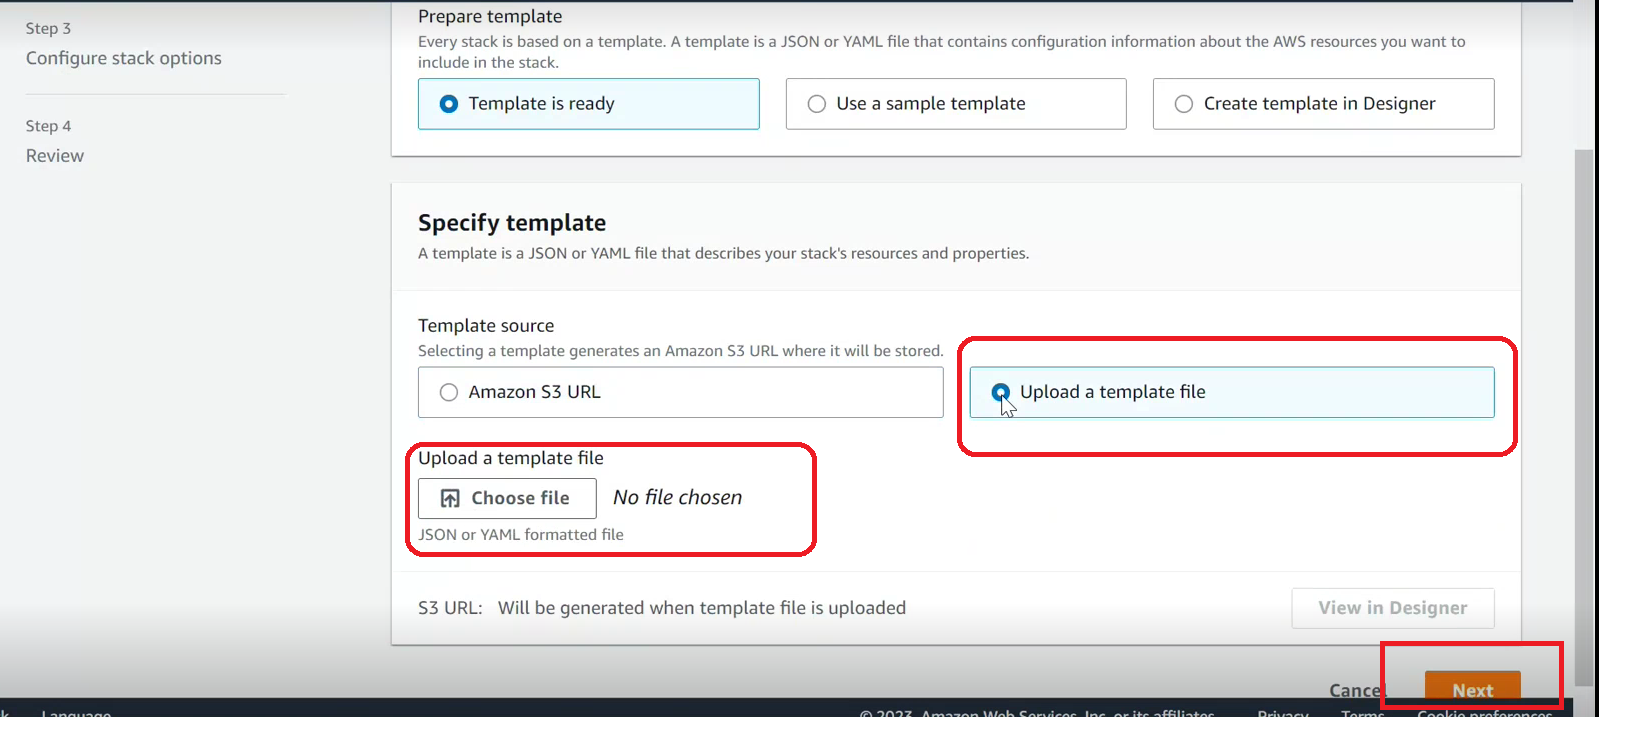 Step 3
Configure stack options
Step 4
Review
Prepare template
Every stack is based on a template. A template is a JSON or YAML file that contains configuration information about the AWS resources you want to
include in the stack.
Template is ready
Use a sample template
Create template in Designer
Specify template
A template is a JSON or YAML file that describes your stack's resources and properties.
Template source
Selecting a template generates an Amazon S3 URL where it will be stored.
Amazon S3 URL
Upload a template file
Upload a template file
Choose file No file chosen
JSON or YAML formatted file
S3 URL: Will be generated when template file is uploaded
View in Designer
Cancel Next
Language © 2023, Amazon Web Services, Inc. or its affiliates. Privacy Terms Cookie preferences